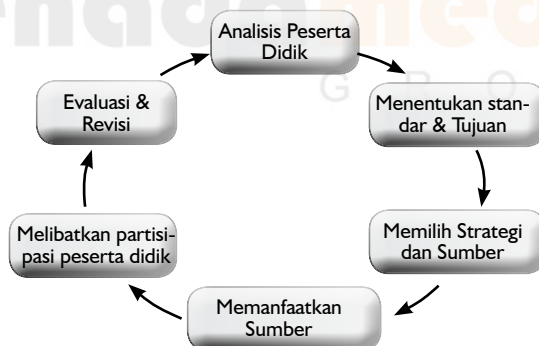 Analisis Peserta
Didik
Menentukan stan-
dar & Tujuan
Memilih Strategi
dan Sumber
Memanfaatkan
Sumber
Melibatkan partisi-
pasi peserta didik
Evaluasi &
Revisi
G R O